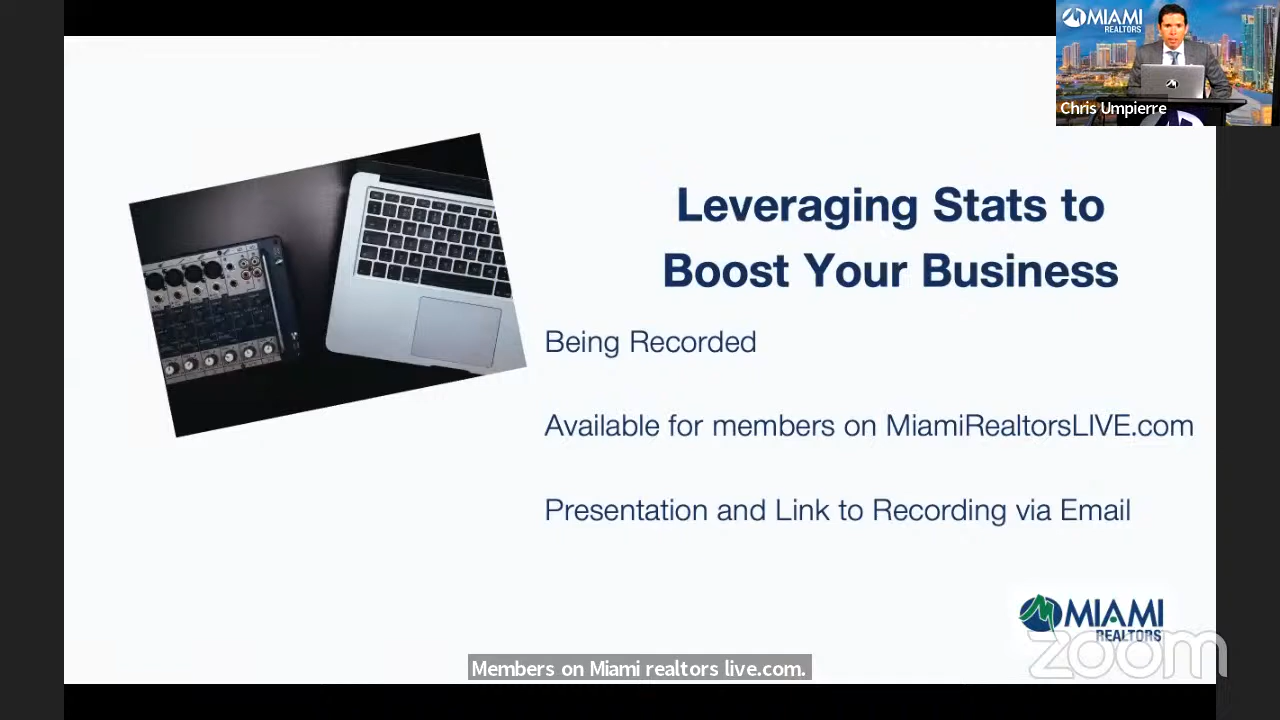 MIAMI
REALTORS
Chris Umpierre
Leveraging Stats to
Boost Your Business
Being Recorded
Available for members on MiamiRealtorsLIVE.com
Presentation and Link to Recording via Email
MIAMI
REALTORS
zoom
Members on Miami realtors live.com.